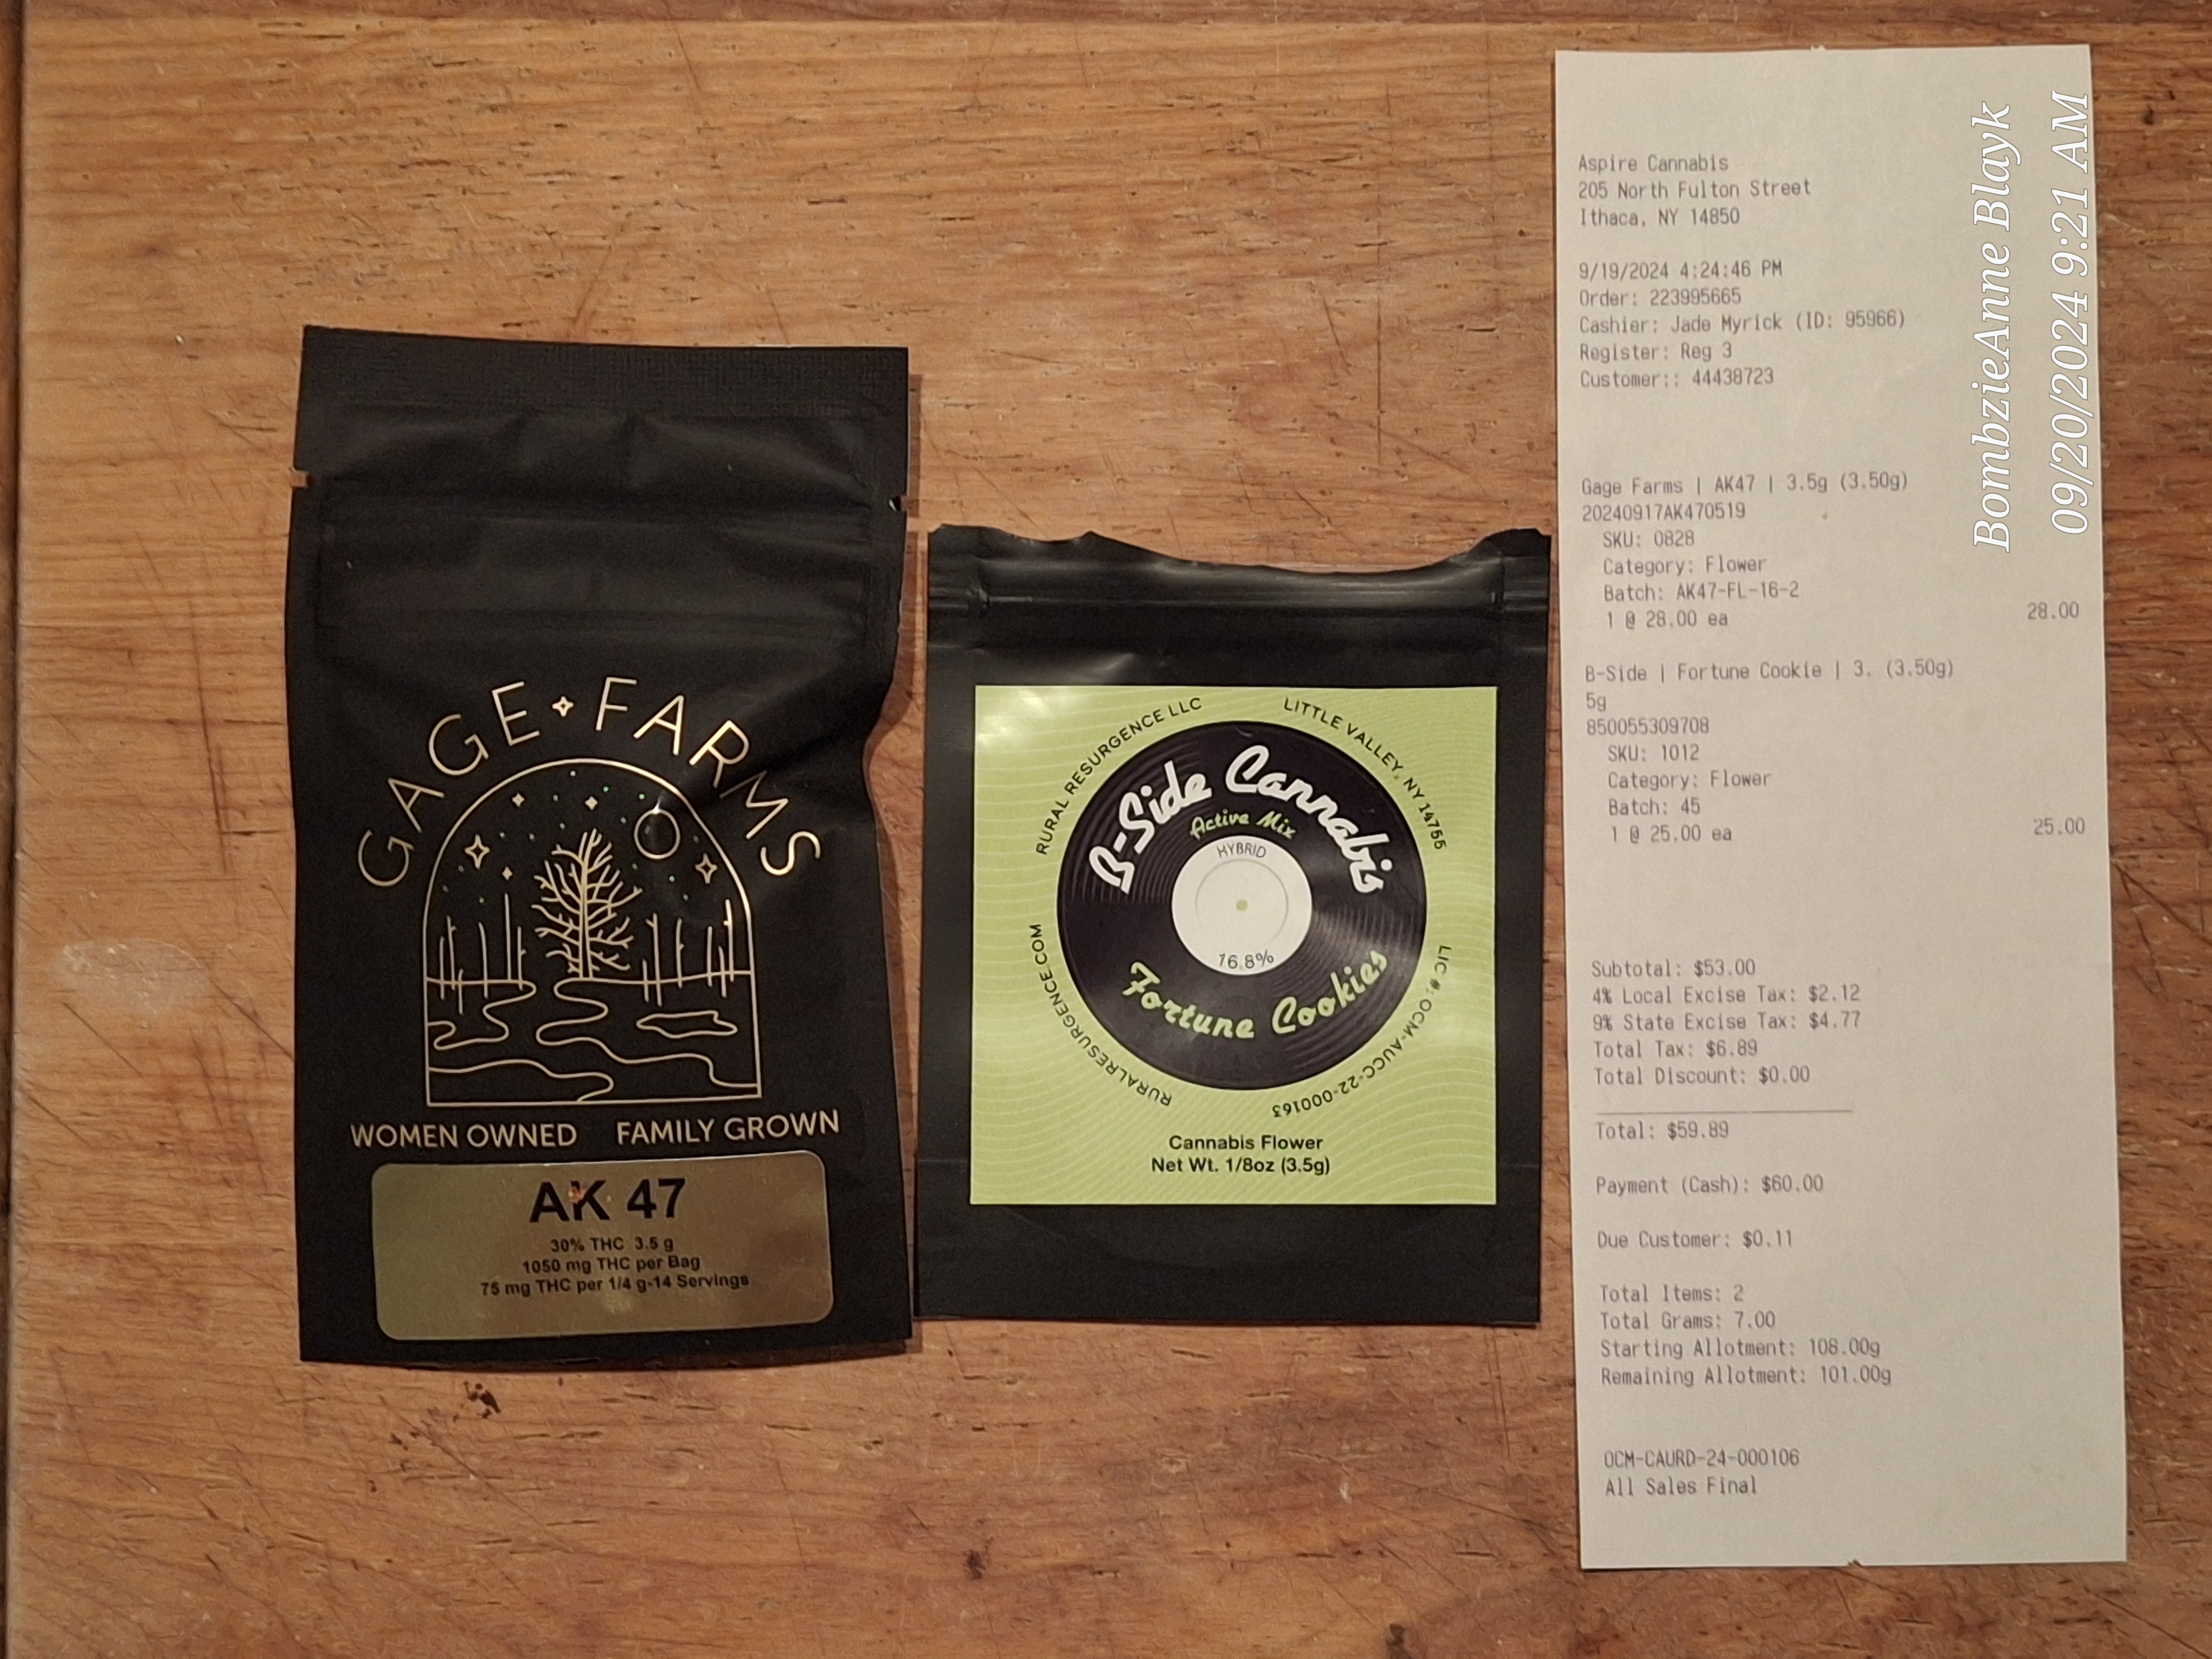 GAGE FARMS
WOMEN OWNED FAMILY GROWN
AK 47
30% THC 3.5 g
1050 mg THC per Bag
75 mg THC per 1/4 g-14 Servings
RURAL RESURGENCE LLC
LITTLE VALLEY, NY 14755
B-Side Cannabis
Active Mix
HYBRID
16.8%
Fortune Cookies
RURALRESURGENCE.COM
LIC #: OCM-AUCC-22-000163
Cannabis Flower
Net Wt. 1/8oz (3.5g)
Aspire Cannabis
205 North Fulton Street
Ithaca, NY 14850
9/19/2024 4:24:46 PM
Order: 223995665
Cashier: Jade Myrick (ID: 95966)
Register: Reg 3
Customer:: 44438723
Gage Farms | AK47 | 3.5g (3.50g)
20240917AK470519
SKU: 0828
Category: Flower
Batch: AK47-FL-16-2
1 @ 28.00 ea 28.00
B-Side | Fortune Cookie | 3. (3.50g)
5g
850055309708
SKU: 1012
Category: Flower
Batch: 45
1 @ 25.00 ea 25.00
Subtotal: $53.00
4% Local Excise Tax: $2.12
9% State Excise Tax: $4.77
Total Tax: $6.89
Total Discount: $0.00
Total: $59.89
Payment (Cash): $60.00
Due Customer: $0.11
Total Items: 2
Total Grams: 7.00
Starting Allotment: 108.00g
Remaining Allotment: 101.00g
OCM-CAURD-24-000106
All Sales Final
BombzieAnne Blayk
09/20/2024 9:21 AM